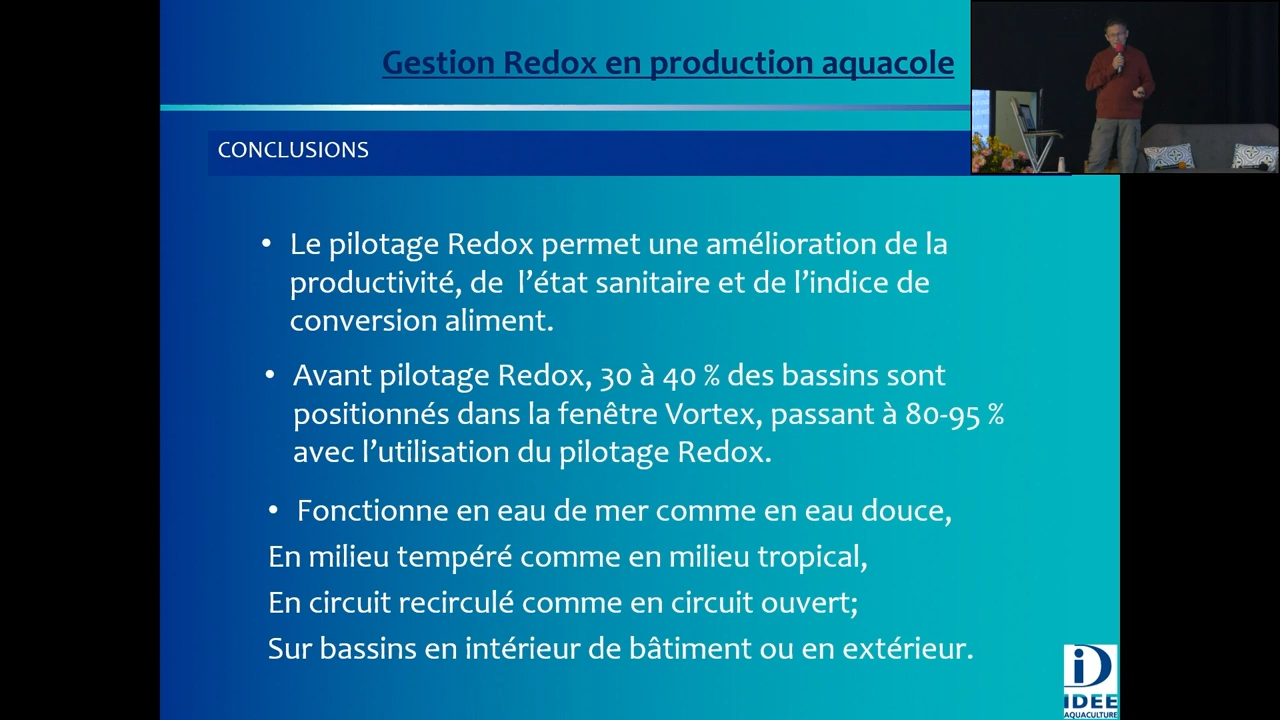 Gestion Redox en production aquacole
CONCLUSIONS
• Le pilotage Redox permet une amélioration de la
productivité, de l'état sanitaire et de l'indice de
conversion aliment.
• Avant pilotage Redox, 30 à 40 % des bassins sont
positionnés dans la fenêtre Vortex, passant à 80-95 %
avec l'utilisation du pilotage Redox.
• Fonctionne en eau de mer comme en eau douce,
En milieu tempéré comme en milieu tropical,
En circuit recirculé comme en circuit ouvert;
Sur bassins en intérieur de bâtiment ou en extérieur.
iD
IDEE
AQUACULTURE